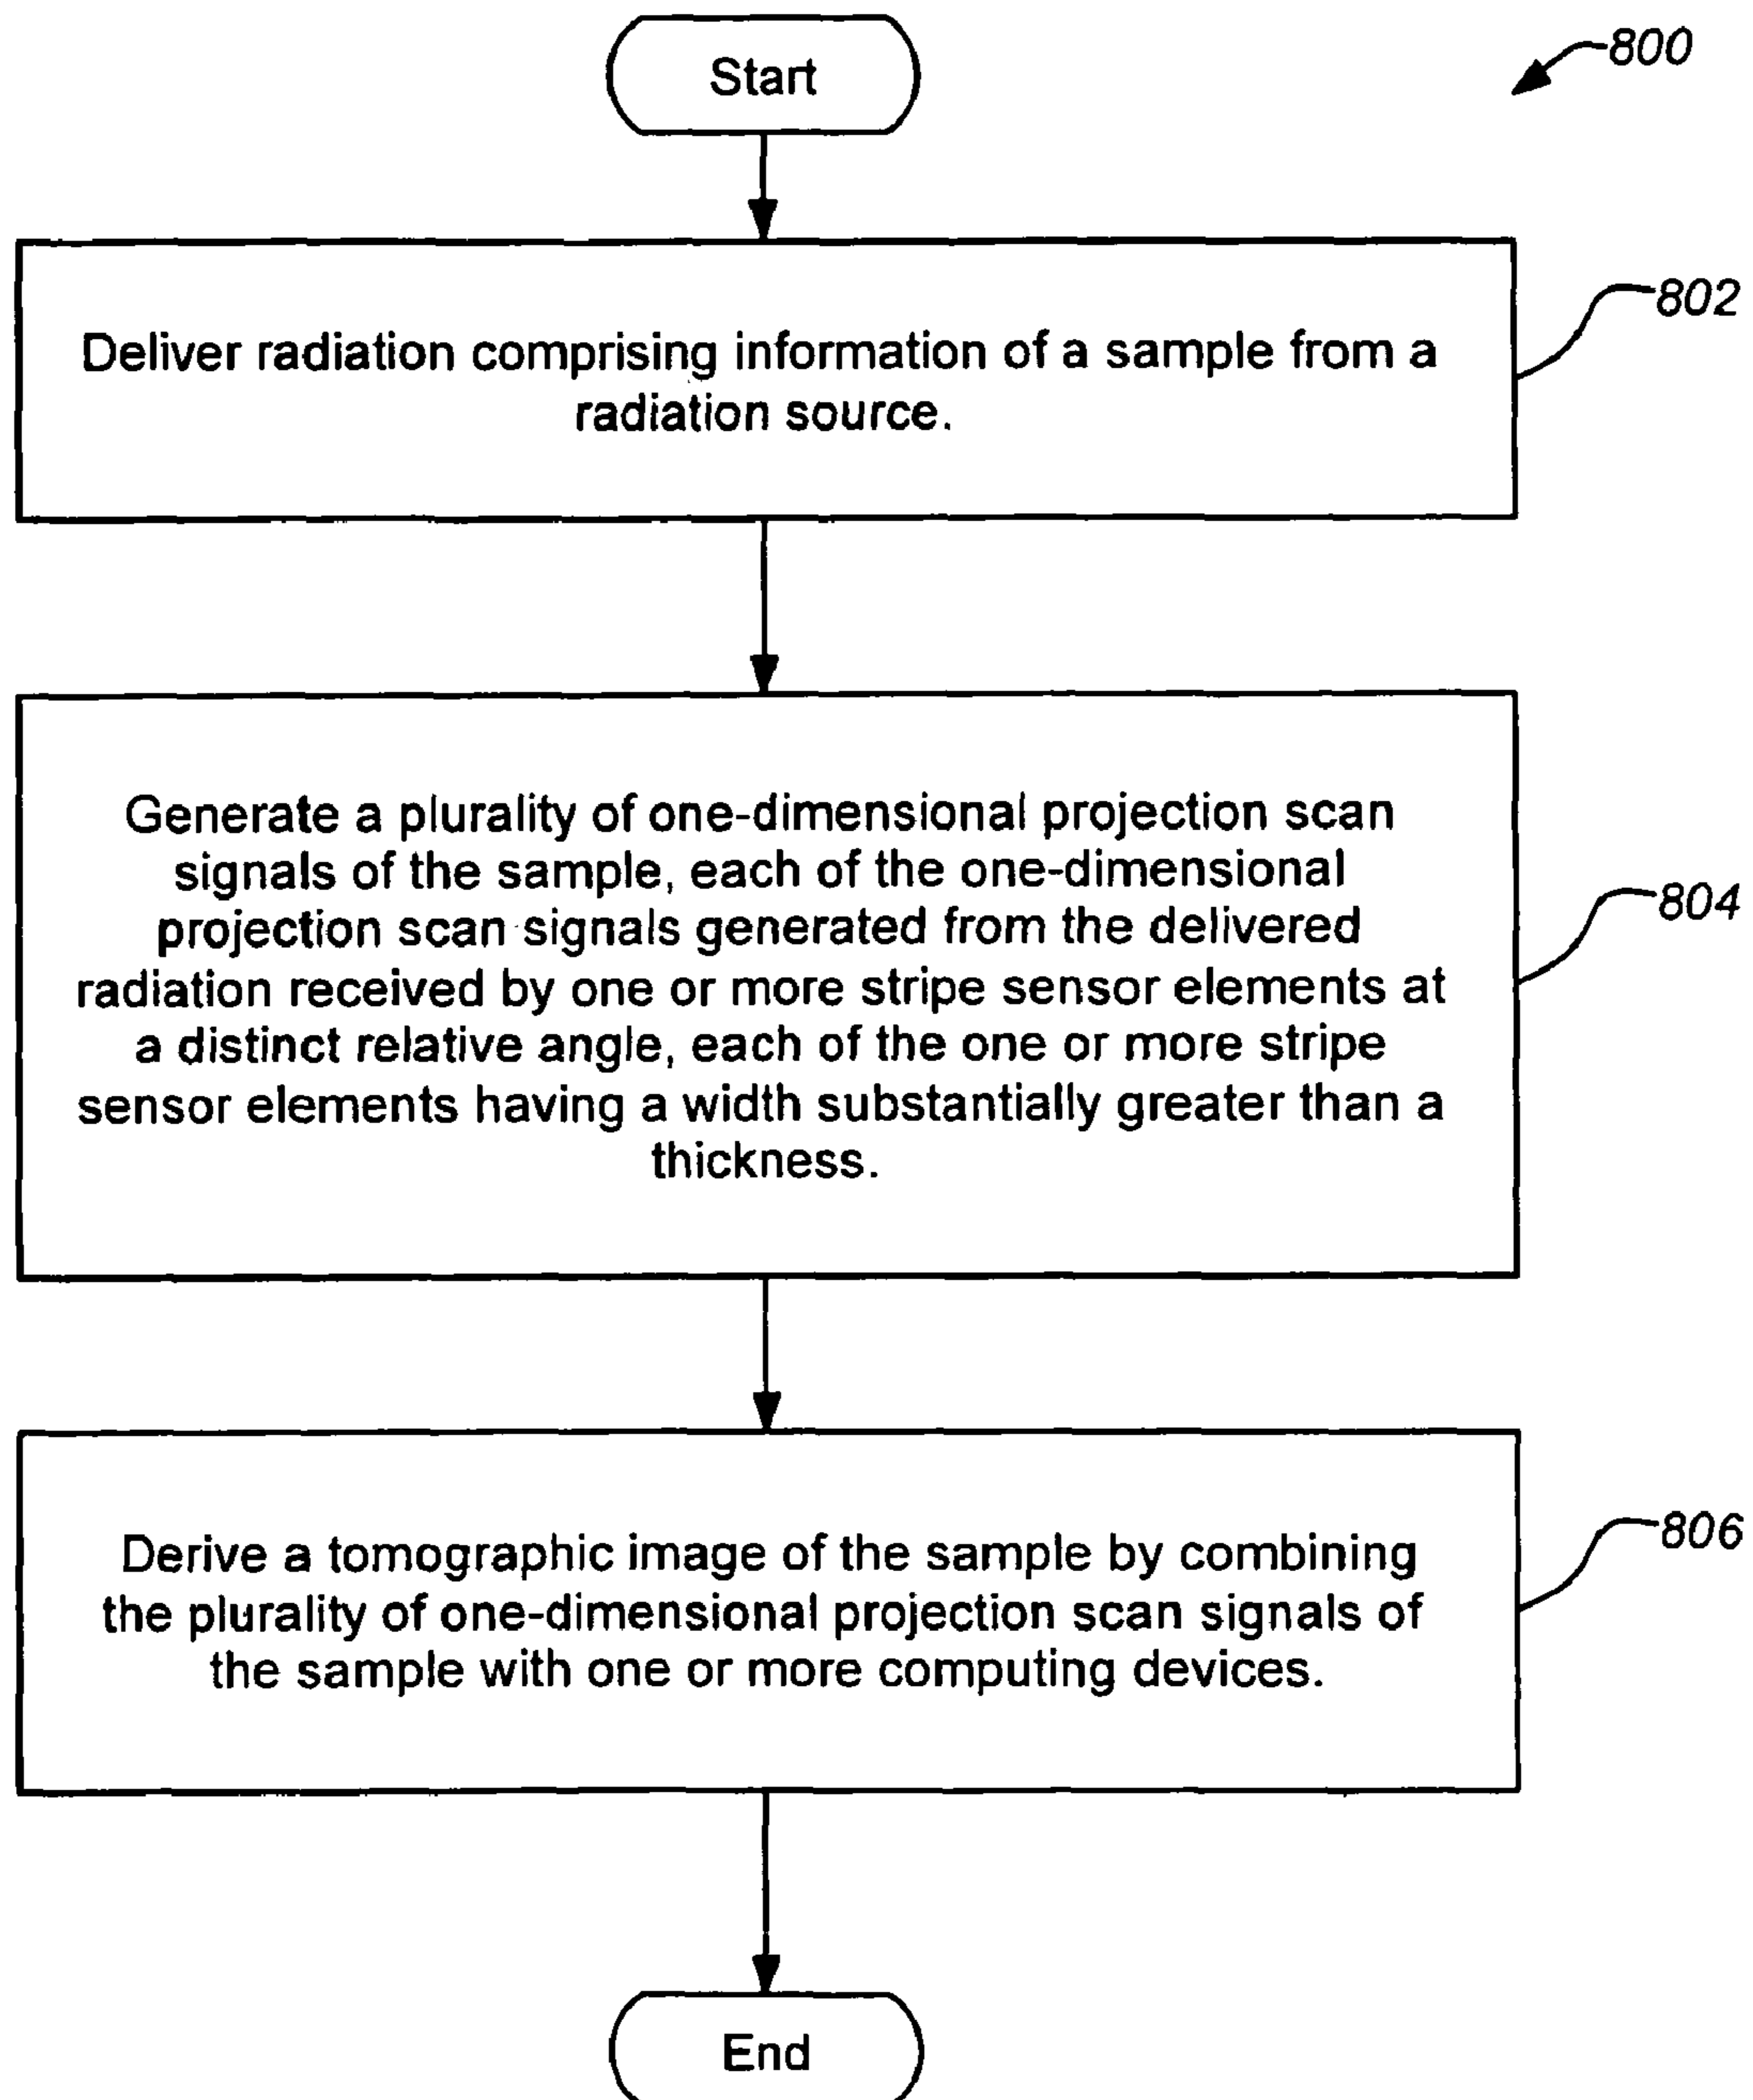 Start
800
Deliver radiation comprising information of a sample from a
radiation source.
802
Generate a plurality of one-dimensional projection scan
signals of the sample, each of the one-dimensional
projection scan signals generated from the delivered
radiation received by one or more stripe sensor elements at
a distinct relative angle, each of the one or more stripe
sensor elements having a width substantially greater than a
thickness.
804
Derive a tomographic image of the sample by combining
the plurality of one-dimensional projection scan signals of
the sample with one or more computing devices.
806
End